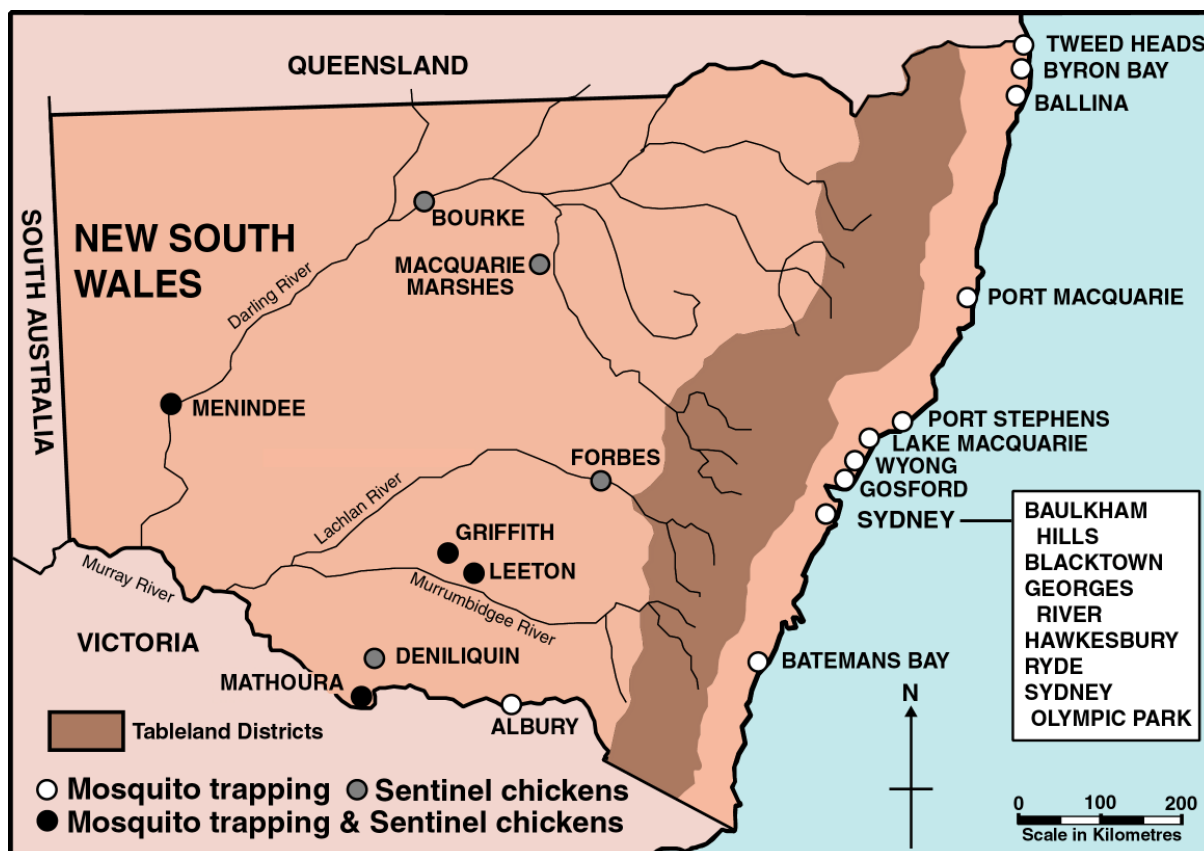 QUEENSLAND
TWEED HEADS
BYRON BAY
BALLINA
SOUTH AUSTRALIA
NEW SOUTH
WALES
BOURKE
MACQUARIE
MARSHES
Darling River
PORT MACQUARIE
MENINDEE
PORT STEPHENS
LAKE MACQUARIE
WYONG
GOSFORD
SYDNEY
FORBES
Lachlan River
GRIFFITH
LEETON
Murrumbidgee River
Murray River
BAULKHAM
HILLS
BLACKTOWN
GEORGES
RIVER
HAWKESBURY
RYDE
SYDNEY
OLYMPIC PARK
VICTORIA
DENILIQUIN
MATHOURA
ALBURY
BATEMANS BAY
N
Tableland Districts
Mosquito trapping
Sentinel chickens
Mosquito trapping & Sentinel chickens
0 100 200
Scale in Kilometres